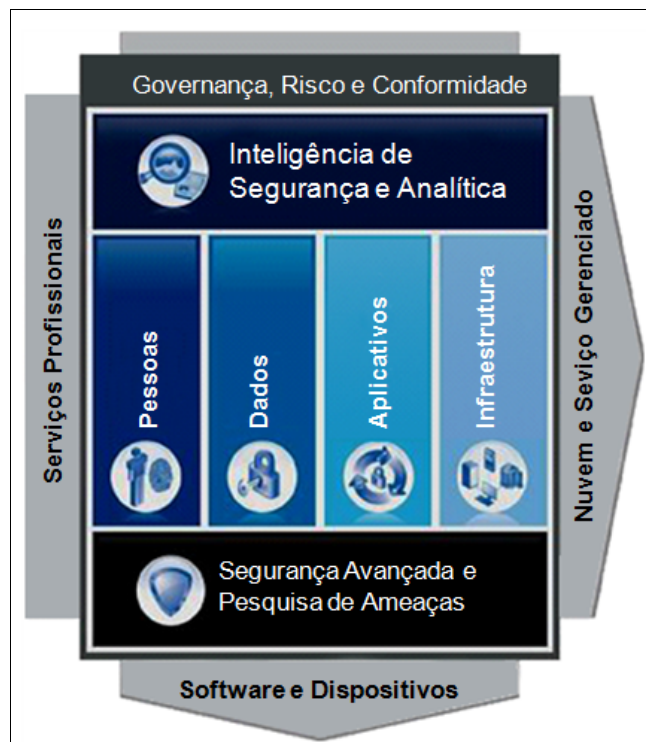 Governança, Risco e Conformidade
Inteligência de
Segurança e Analítica
Serviços Profissionais
Pessoas
Dados
Aplicativos
Infraestrutura
Nuvem e Seviço Gerenciado
Segurança Avançada e
Pesquisa de Ameaças
Software e Dispositivos